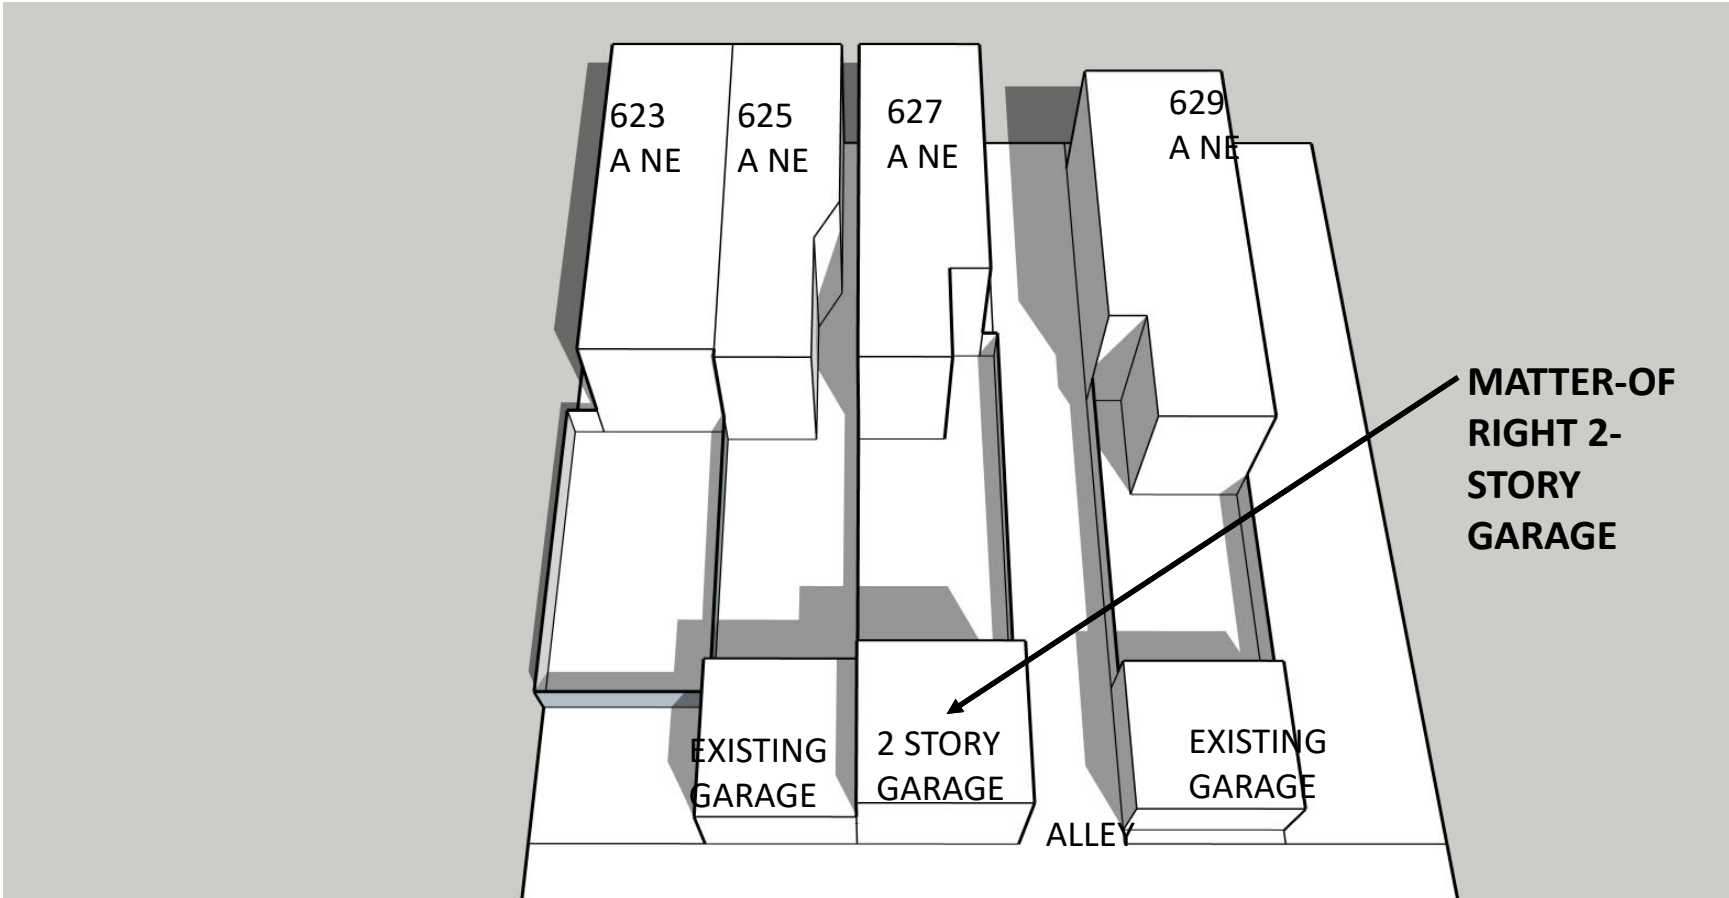 623
A NE
625
A NE
627
A NE
629
A NE
MATTER-OF
RIGHT 2-
STORY
GARAGE
EXISTING
GARAGE
2 STORY
GARAGE
EXISTING
GARAGE
ALLEY